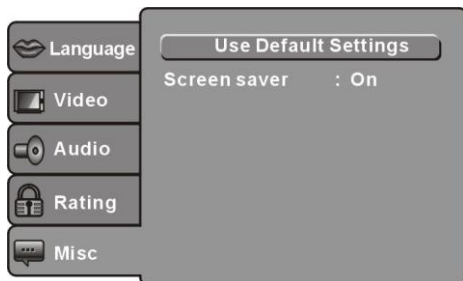 Language
Video
Audio
Rating
Misc
Use Default Settings
Screen saver : On